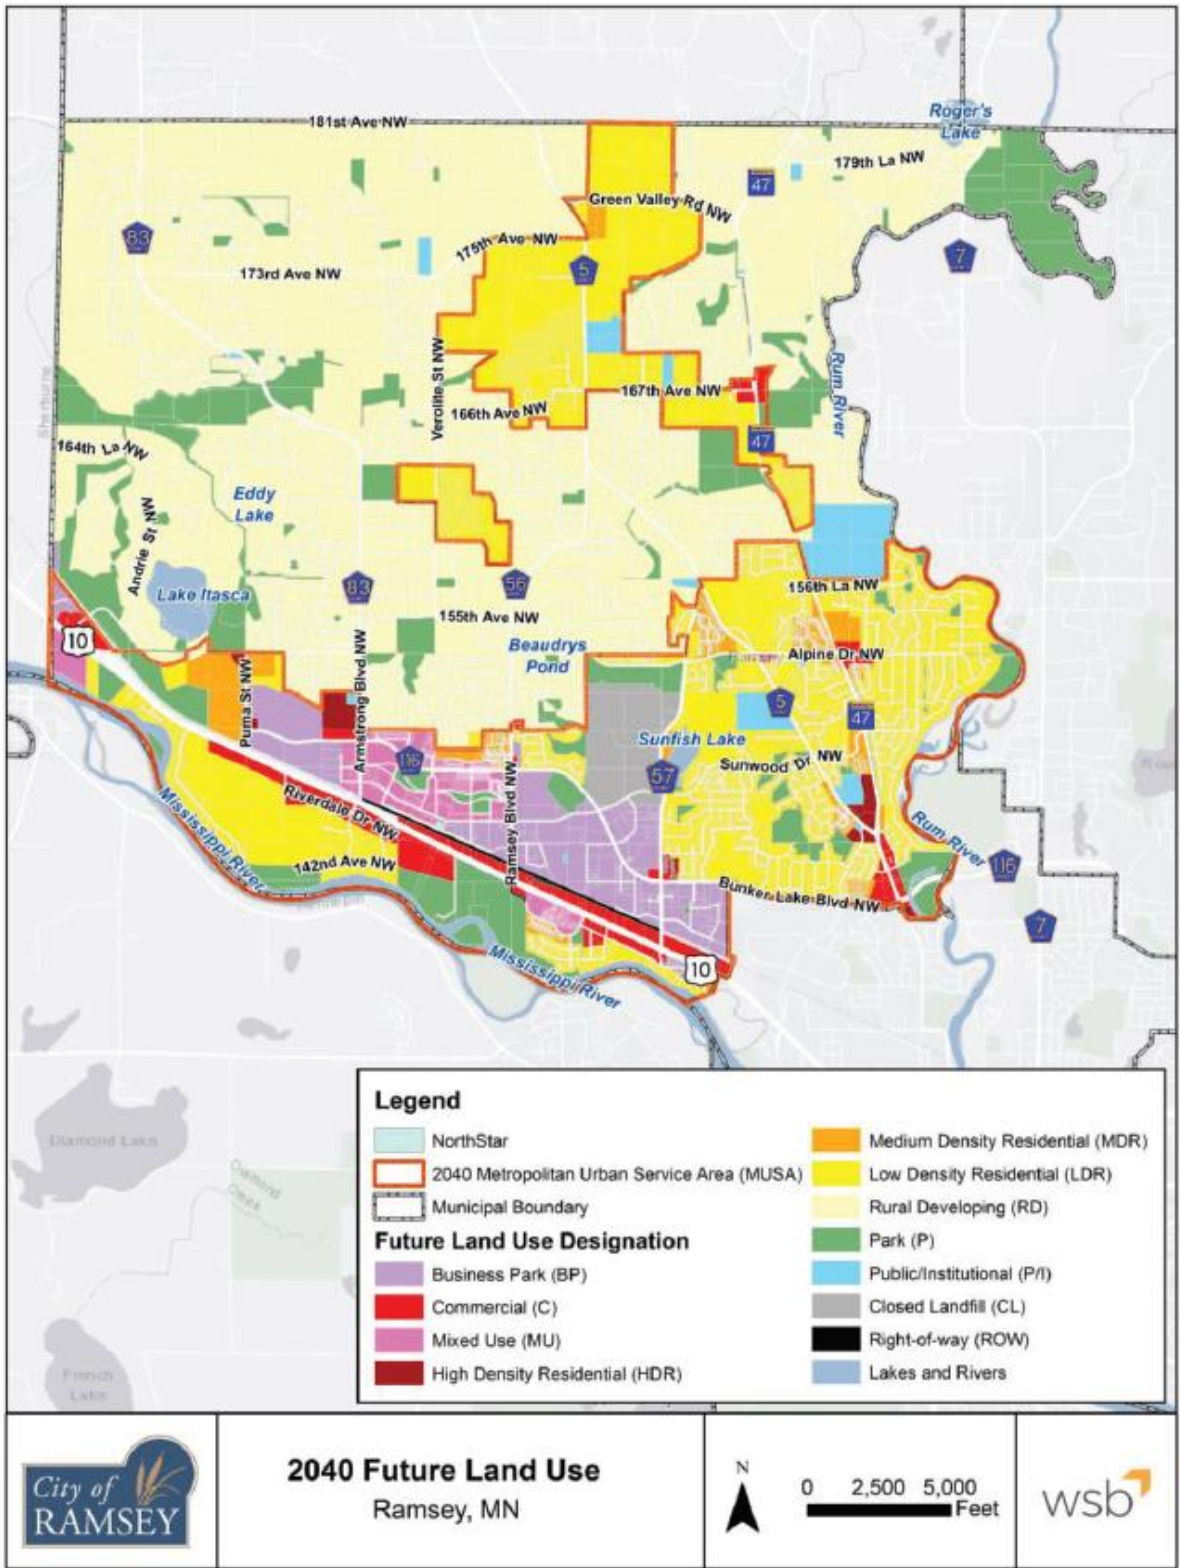 181st Ave NW
Roger's
Lake
179th La NW
47
Green Valley Rd NW
83
175th Ave NW
173rd Ave NW
5
7
Sherburne
Verolite St NW
167th Ave NW
166th Ave NW
Rum River
47
164th La NW
Eddy
Lake
Andrie St NW
Lake Itasca
83
56
156th La NW
155th Ave NW
10
Beaudrys
Pond
Alpine Dr NW
Puma St NW
Armstrong Blvd NW
5
47
116
Sunfish Lake
57
Sunwood Dr NW
Ramsey Blvd NW
Riverdale Dr NW
Mississippi River
142nd Ave NW
Rum River
116
Bunker Lake Blvd NW
7
Mississippi River
10
Diamond Lake
Diamond
Creek
French
Lake
Legend
NorthStar
2040 Metropolitan Urban Service Area (MUSA)
Municipal Boundary
Future Land Use Designation
Business Park (BP)
Commercial (C)
Mixed Use (MU)
High Density Residential (HDR)
Medium Density Residential (MDR)
Low Density Residential (LDR)
Rural Developing (RD)
Park (P)
Public/Institutional (P/I)
Closed Landfill (CL)
Right-of-way (ROW)
Lakes and Rivers
City of
RAMSEY
2040 Future Land Use
Ramsey, MN
N
0 2,500 5,000
Feet
wsb